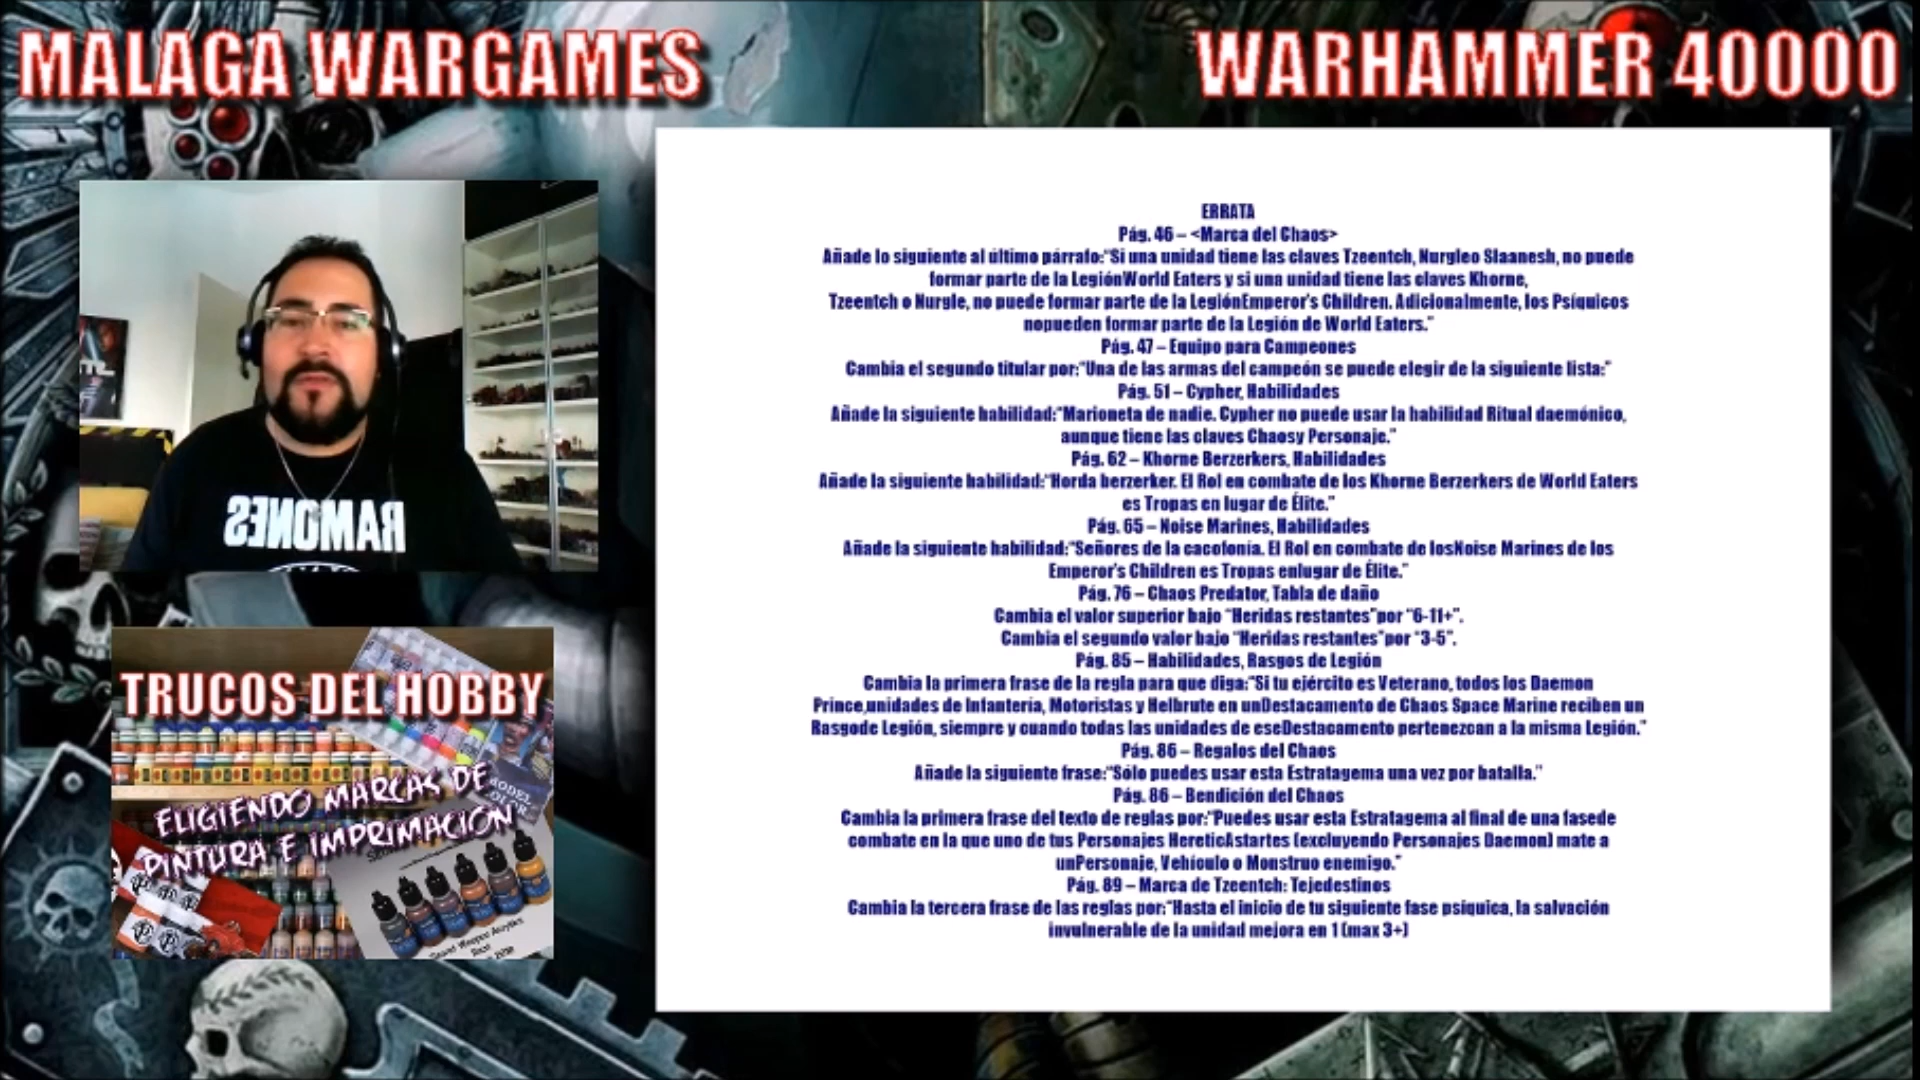 MALAGA WARGAMES
WARHAMMER 40000
ERRATA
Pág. 46 – <Marca del Chaos>
Añade lo siguiente al último párrafo:"Si una unidad tiene las claves Tzeentch, Nurgleo Slaanesh, no puede
formar parte de la LegiónWorld Eaters y si una unidad tiene las claves Khorne,
Tzeentch o Nurgle, no puede formar parte de la LegiónEmperor's Children. Adicionalmente, los Psíquicos
nopueden formar parte de la Legión de World Eaters."
Pág. 47 – Equipo para Campeones
Cambia el segundo titular por:"Una de las armas del campeón se puede elegir de la siguiente lista:"
Pág. 51 – Cypher, Habilidades
Añade la siguiente habilidad:"Marioneta de nadie. Cypher no puede usar la habilidad Ritual daemónico,
aunque tiene las claves Chaosy Personaje."
Pág. 62 – Khorne Berzerkers, Habilidades
Añade la siguiente habilidad:"Horda berzerker. El Rol en combate de los Khorne Berzerkers de World Eaters
es Tropas en lugar de Élite."
Pág. 65 – Noise Marines, Habilidades
Añade la siguiente habilidad:"Señores de la cacofonía. El Rol en combate de losNoise Marines de los
Emperor's Children es Tropas enlugar de Élite."
Pág. 76 – Chaos Predator, Tabla de daño
Cambia el valor superior bajo "Heridas restantes"por "6-11+".
Cambia el segundo valor bajo "Heridas restantes"por "3-5".
Pág. 85 – Habilidades, Rasgos de Legión
Cambia la primera frase de la regla para que diga:"Si tu ejército es Veterano, todos los Daemon
Prince,unidades de Infantería, Motoristas y Helbrute en unDestacamento de Chaos Space Marine reciben un
Rasgode Legión, siempre y cuando todas las unidades de eseDestacamento pertenezcan a la misma Legión."
Pág. 86 – Regalos del Chaos
Añade la siguiente frase:"Sólo puedes usar esta Estratagema una vez por batalla."
Pág. 86 – Bendición del Chaos
Cambia la primera frase del texto de reglas por:"Puedes usar esta Estratagema al final de una fasede
combate en la que uno de tus Personajes HereticAstartes (excluyendo Personajes Daemon) mate a
unPersonaje, Vehículo o Monstruo enemigo."
Pág. 89 – Marca de Tzeentch: Tejedestinos
Cambia la tercera frase de las reglas por:"Hasta el inicio de tu siguiente fase psíquica, la salvación
invulnerable de la unidad mejora en 1 (max 3+)
RAMONES
TRUCOS DEL HOBBY
ELIGIENDO MARCAS DE
PINTURA E IMPRIMACIÓN